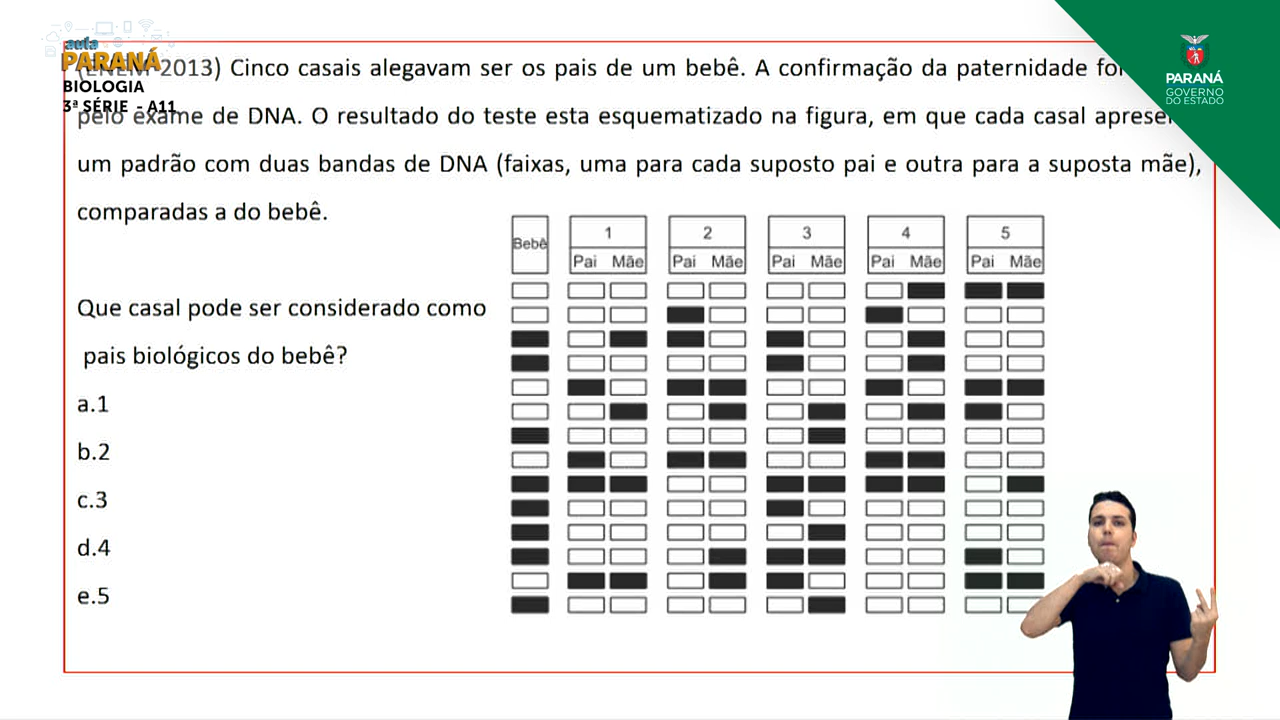 aula
PARANÁ
BIOLOGIA
3ª SÉRIE - A11
PARANÁ
GOVERNO
DO ESTADO
(ENEM 2013) Cinco casais alegavam ser os pais de um bebê. A confirmação da paternidade
pelo exame de DNA. O resultado do teste esta esquematizado na figura, em que cada casal
um padrão com duas bandas de DNA (faixas, uma para cada suposto pai e outra para a suposta mãe),
comparadas a do bebê.
Bebê 1 2 3 4 5
Pai Mãe Pai Mãe Pai Mãe Pai Mãe Pai Mãe
Que casal pode ser considerado como
pais biológicos do bebê?
a.1
b.2
c.3
d.4
e.5